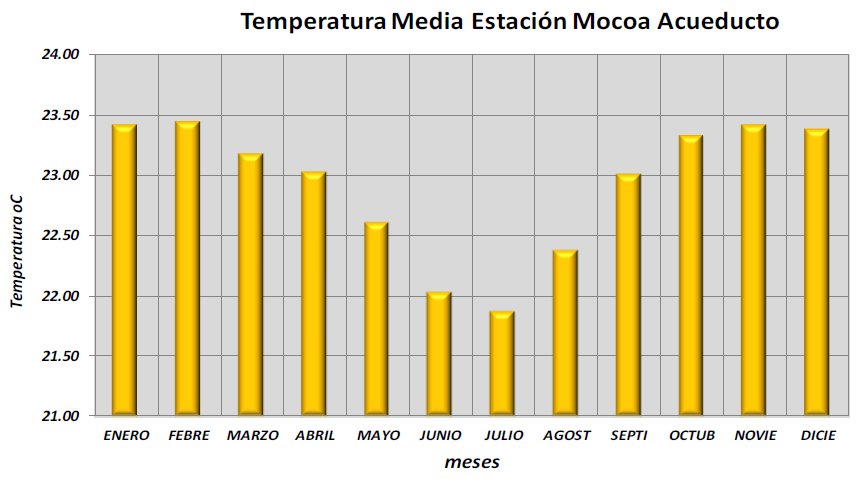 Temperatura Media Estación Mocoa Acueducto
24.00
23.50
23.00
22.50
22.00
21.50
21.00
Temperatura oC
ENERO FEBRE MARZO ABRIL MAYO JUNIO JULIO AGOST SEPTI OCTUB NOVIE DICIE
meses